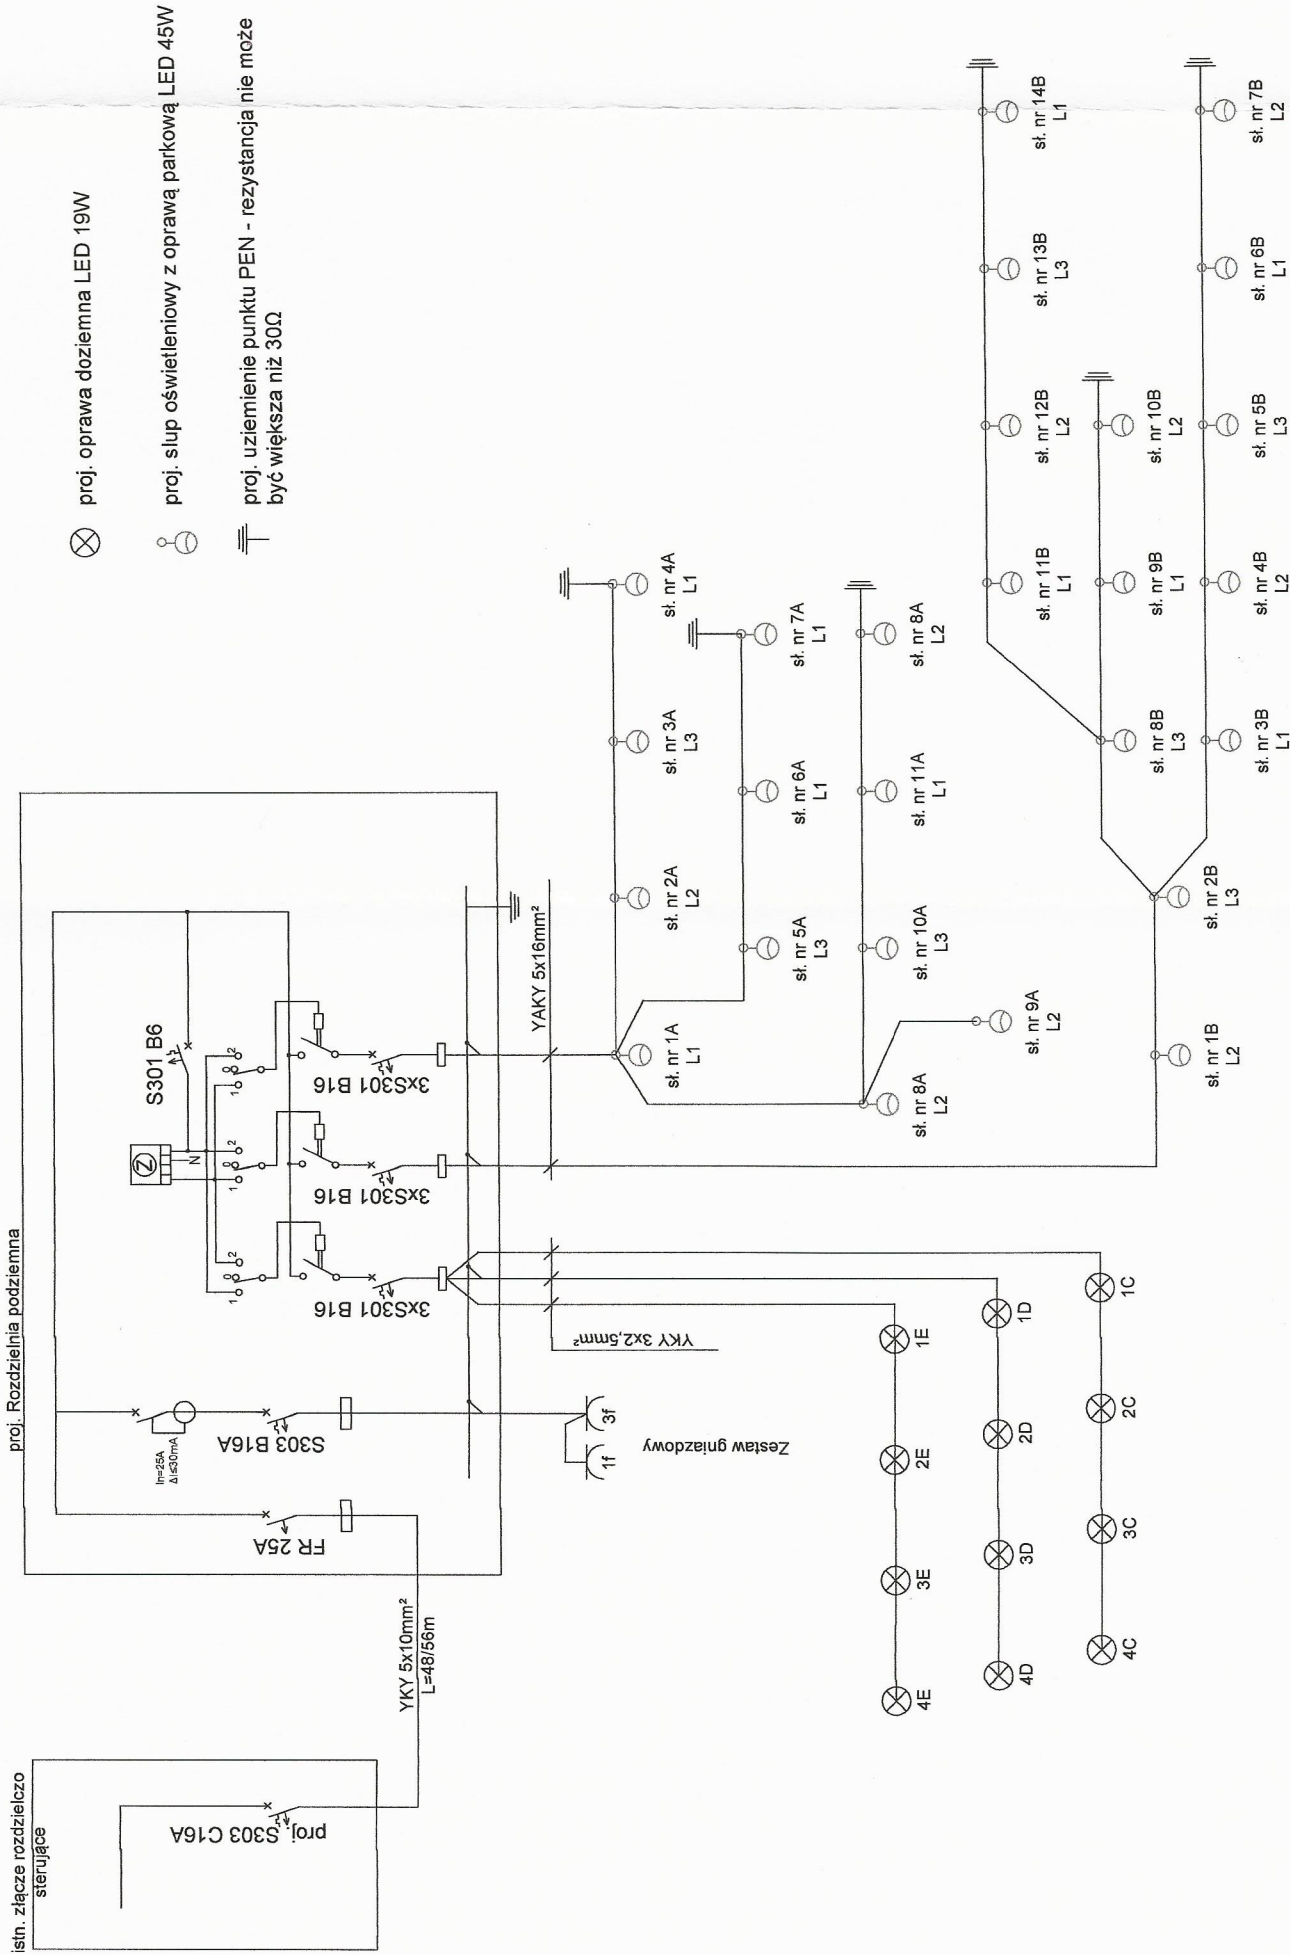 istn. złącze rozdzielczo
sterujące
proj. S303 C16A
YKY 5x10mm²
L=48/56m
proj. Rozdzielnia podziemna
FR 25A
In=25A
ΔI≤30mA
S303 B16A
1f
3f
Zestaw gniazdowy
Z
N
S301 B6
1
0
2
1
0
2
1
0
2
3xS301 B16
3xS301 B16
3xS301 B16
YKY 3x2,5mm²
YAKY 5x16mm²
proj. oprawa doziemna LED 19W
proj. słup oświetleniowy z oprawą parkową LED 45W
proj. uziemienie punktu PEN - rezystancja nie może
być większa niż 30Ω
sł. nr 1A
L1
sł. nr 2A
L2
sł. nr 3A
L3
sł. nr 4A
L1
sł. nr 5A
L3
sł. nr 6A
L1
sł. nr 7A
L1
sł. nr 8A
L2
sł. nr 10A
L3
sł. nr 11A
L1
sł. nr 8A
L2
sł. nr 9A
L2
sł. nr 11B
L1
sł. nr 12B
L2
sł. nr 13B
L3
sł. nr 14B
L1
sł. nr 8B
L3
sł. nr 9B
L1
sł. nr 10B
L2
sł. nr 1B
L2
sł. nr 2B
L3
sł. nr 3B
L1
sł. nr 4B
L2
sł. nr 5B
L3
sł. nr 6B
L1
sł. nr 7B
L2
4E
3E
2E
1E
4D
3D
2D
1D
4C
3C
2C
1C